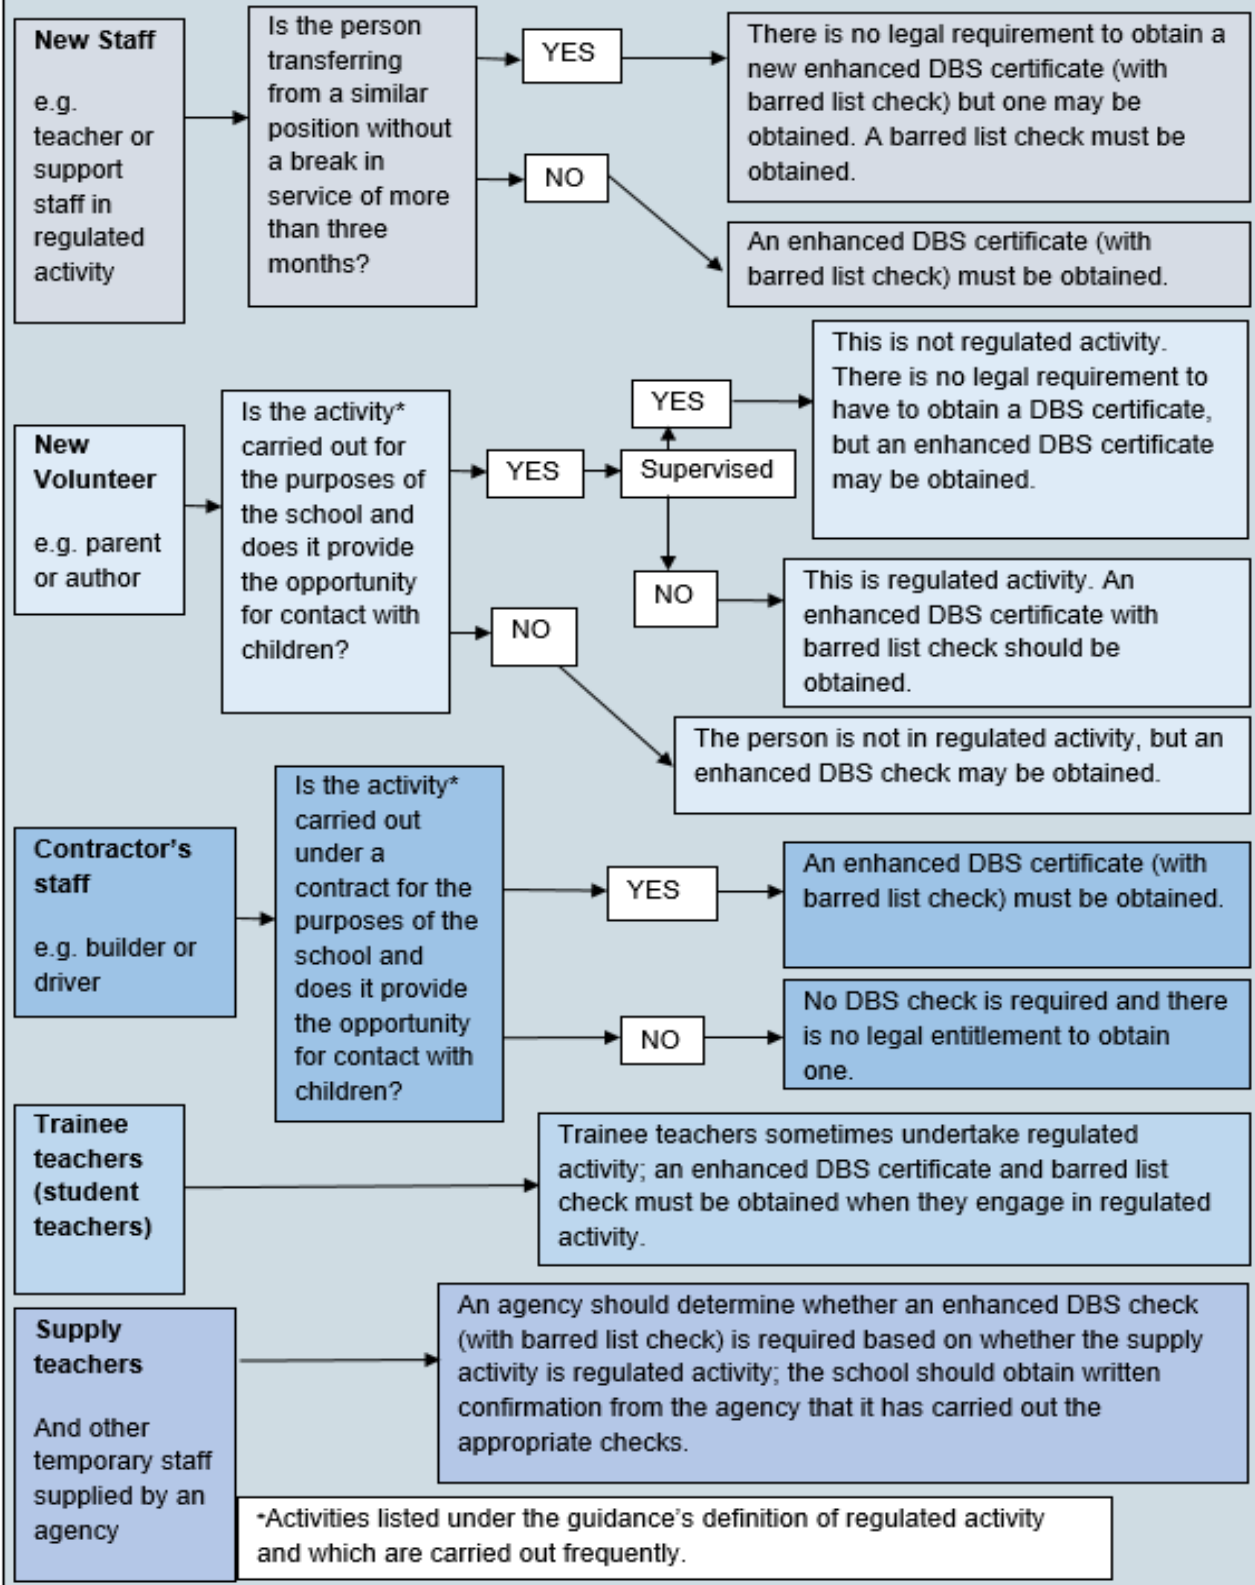 New Staff
e.g.
teacher or
support
staff in
regulated
activity
Is the person
transferring
from a similar
position without
a break in
service of more
than three
months?
YES
NO
There is no legal requirement to obtain a
new enhanced DBS certificate (with
barred list check) but one may be
obtained. A barred list check must be
obtained.
An enhanced DBS certificate (with
barred list check) must be obtained.
New
Volunteer
e.g. parent
or author
Is the activity*
carried out for
the purposes of
the school and
does it provide
the opportunity
for contact with
children?
YES
NO
Supervised
YES
NO
This is not regulated activity.
There is no legal requirement to
have to obtain a DBS certificate,
but an enhanced DBS certificate
may be obtained.
This is regulated activity. An
enhanced DBS certificate with
barred list check should be
obtained.
The person is not in regulated activity, but an
enhanced DBS check may be obtained.
Contractor’s
staff
e.g. builder or
driver
Is the activity*
carried out
under a
contract for the
purposes of the
school and
does it provide
the opportunity
for contact with
children?
YES
NO
An enhanced DBS certificate (with
barred list check) must be obtained.
No DBS check is required and there
is no legal entitlement to obtain
one.
Trainee
teachers
(student
teachers)
Trainee teachers sometimes undertake regulated
activity; an enhanced DBS certificate and barred list
check must be obtained when they engage in regulated
activity.
Supply
teachers
And other
temporary staff
supplied by an
agency
An agency should determine whether an enhanced DBS check
(with barred list check) is required based on whether the supply
activity is regulated activity; the school should obtain written
confirmation from the agency that it has carried out the
appropriate checks.
*Activities listed under the guidance’s definition of regulated activity
and which are carried out frequently.